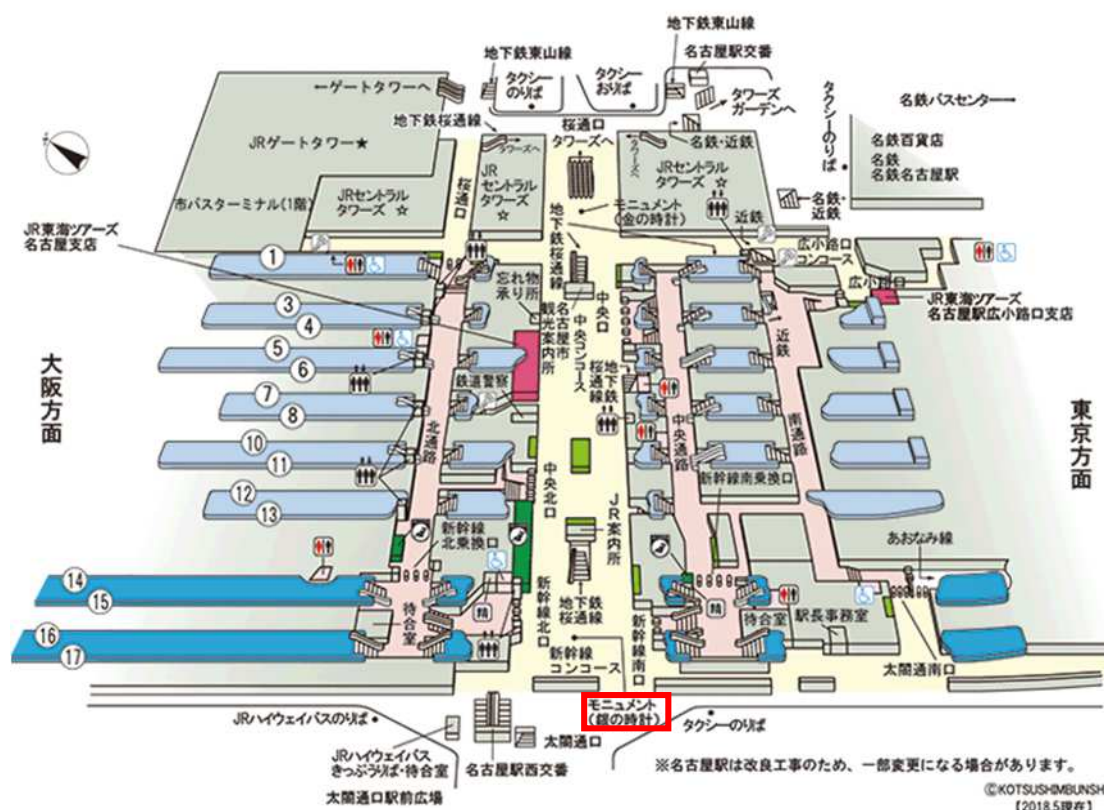 地下鉄東山線
名古屋駅交番
地下鉄東山線
タクシー
のりば
タクシー
おりば
←ゲートタワーへ
タワーズ
ガーデンへ
名鉄バスセンター→
タクシーのりば
地下鉄桜通線
桜通口
タワーズへ
名鉄・近鉄
名鉄百貨店
名鉄
名鉄名古屋駅
JRゲートタワー★
タワーズへ
タワーズへ
JRセントラル
タワーズ ☆
JR
セントラル
タワーズ
☆
JRセントラル
タワーズ ☆
桜通口
市バスターミナル(1階)
モニュメント
(金の時計)
名鉄・
近鉄
近鉄
JR東海ツアーズ
名古屋支店
地下鉄桜通線
広小路口
コンコース
広小路口
①
忘れ物
承り所
中央口
JR東海ツアーズ
名古屋駅広小路口支店
③
④
名古屋市
観光案内所
中央コンコース
近鉄
⑤
⑥
地下鉄
桜通線
大阪方面
東京方面
鉄道警察
⑦
⑧
北通路
中央通路
南通路
⑩
⑪
中央北口
新幹線南乗換口
⑫
⑬
JR案内所
新幹線
北乗換口
あおなみ線
⑭
⑮
待合室
精
新幹線北口
地下鉄
桜通線
精
待合室
駅長事務室
新幹線南口
⑯
⑰
新幹線
コンコース
太閤通南口
モニュメント
(銀の時計)
JRハイウェイバスのりば
タクシーのりば
太閤通口
JRハイウェイバス
きっぷうりば・待合室
名古屋駅西交番
太閤通口駅前広場
※名古屋駅は改良工事のため、一部変更になる場合があります。
©KOTSUSHIMBUNSH
【2018.5現在】